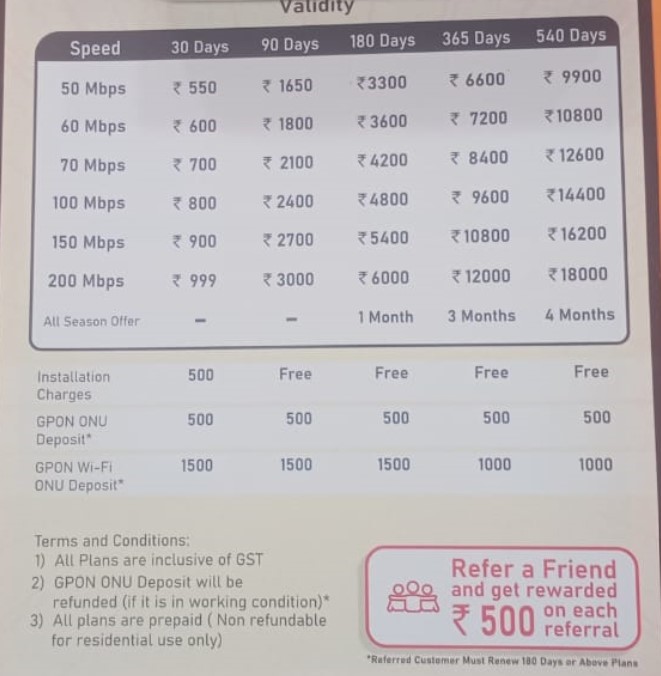 Validity
Speed 30 Days 90 Days 180 Days 365 Days 540 Days
50 Mbps ₹ 550 ₹ 1650 ₹3300 ₹ 6600 ₹ 9900
60 Mbps ₹ 600 ₹ 1800 ₹3600 ₹ 7200 ₹10800
70 Mbps ₹ 700 ₹ 2100 ₹4200 ₹ 8400 ₹12600
100 Mbps ₹ 800 ₹2400 ₹4800 ₹ 9600 ₹14400
150 Mbps ₹ 900 ₹2700 ₹5400 ₹10800 ₹16200
200 Mbps ₹ 999 ₹3000 ₹6000 ₹12000 ₹18000
All Season Offer – – 1 Month 3 Months 4 Months
Installation 500 Free Free Free Free
Charges
GPON ONU 500 500 500 500 500
Deposit*
GPON Wi-Fi 1500 1500 1500 1000 1000
ONU Deposit*
Terms and Conditions:
1) All Plans are inclusive of GST
2) GPON ONU Deposit will be
refunded (if it is in working condition)*
3) All plans are prepaid ( Non refundable
for residential use only)
Refer a Friend
and get rewarded
₹ 500 on each
referral
*Referred Customer Must Renew 180 Days or Above Plans